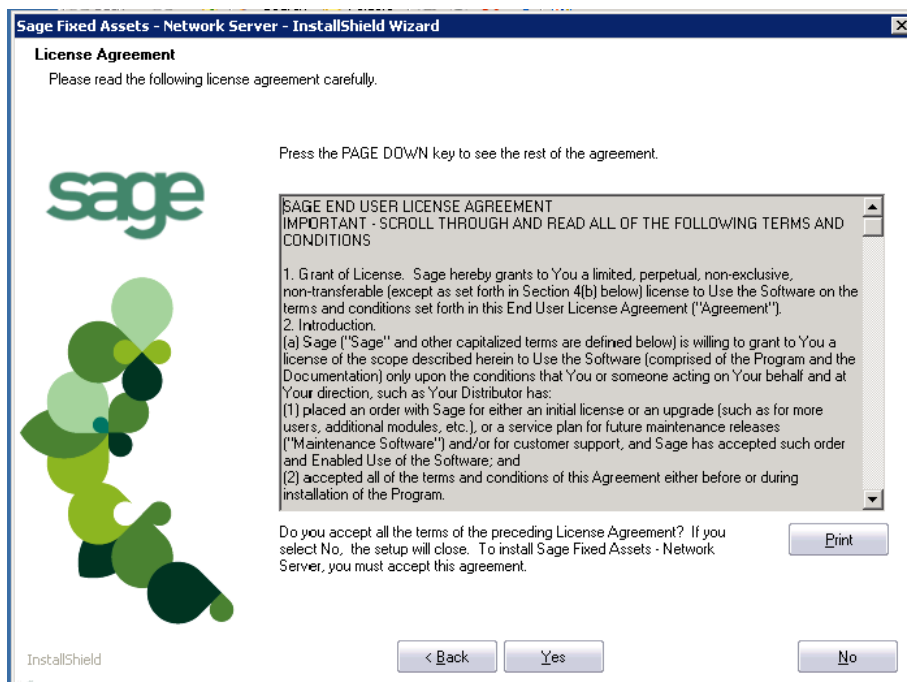 Sage Fixed Assets - Network Server - InstallShield Wizard
License Agreement
Please read the following license agreement carefully.
Press the PAGE DOWN key to see the rest of the agreement.
sage
SAGE END USER LICENSE AGREEMENT
IMPORTANT - SCROLL THROUGH AND READ ALL OF THE FOLLOWING TERMS AND
CONDITIONS
1. Grant of License.  Sage hereby grants to You a limited, perpetual, non-exclusive,
non-transferable (except as set forth in Section 4(b) below) license to Use the Software on the
terms and conditions set forth in this End User License Agreement ("Agreement").
2. Introduction.
(a) Sage ("Sage" and other capitalized terms are defined below) is willing to grant to You a
license of the scope described herein to Use the Software (comprised of the Program and the
Documentation) only upon the conditions that You or someone acting on Your behalf and at
Your direction, such as Your Distributor has:
(1) placed an order with Sage for either an initial license or an upgrade (such as for more
users, additional modules, etc.), or a service plan for future maintenance releases
("Maintenance Software") and/or for customer support, and Sage has accepted such order
and Enabled Use of the Software; and
(2) accepted all of the terms and conditions of this Agreement either before or during
installation of the Program.
Do you accept all the terms of the preceding License Agreement?  If you
select No,  the setup will close.  To install Sage Fixed Assets - Network
Server, you must accept this agreement.
Print
InstallShield
< Back
Yes
No